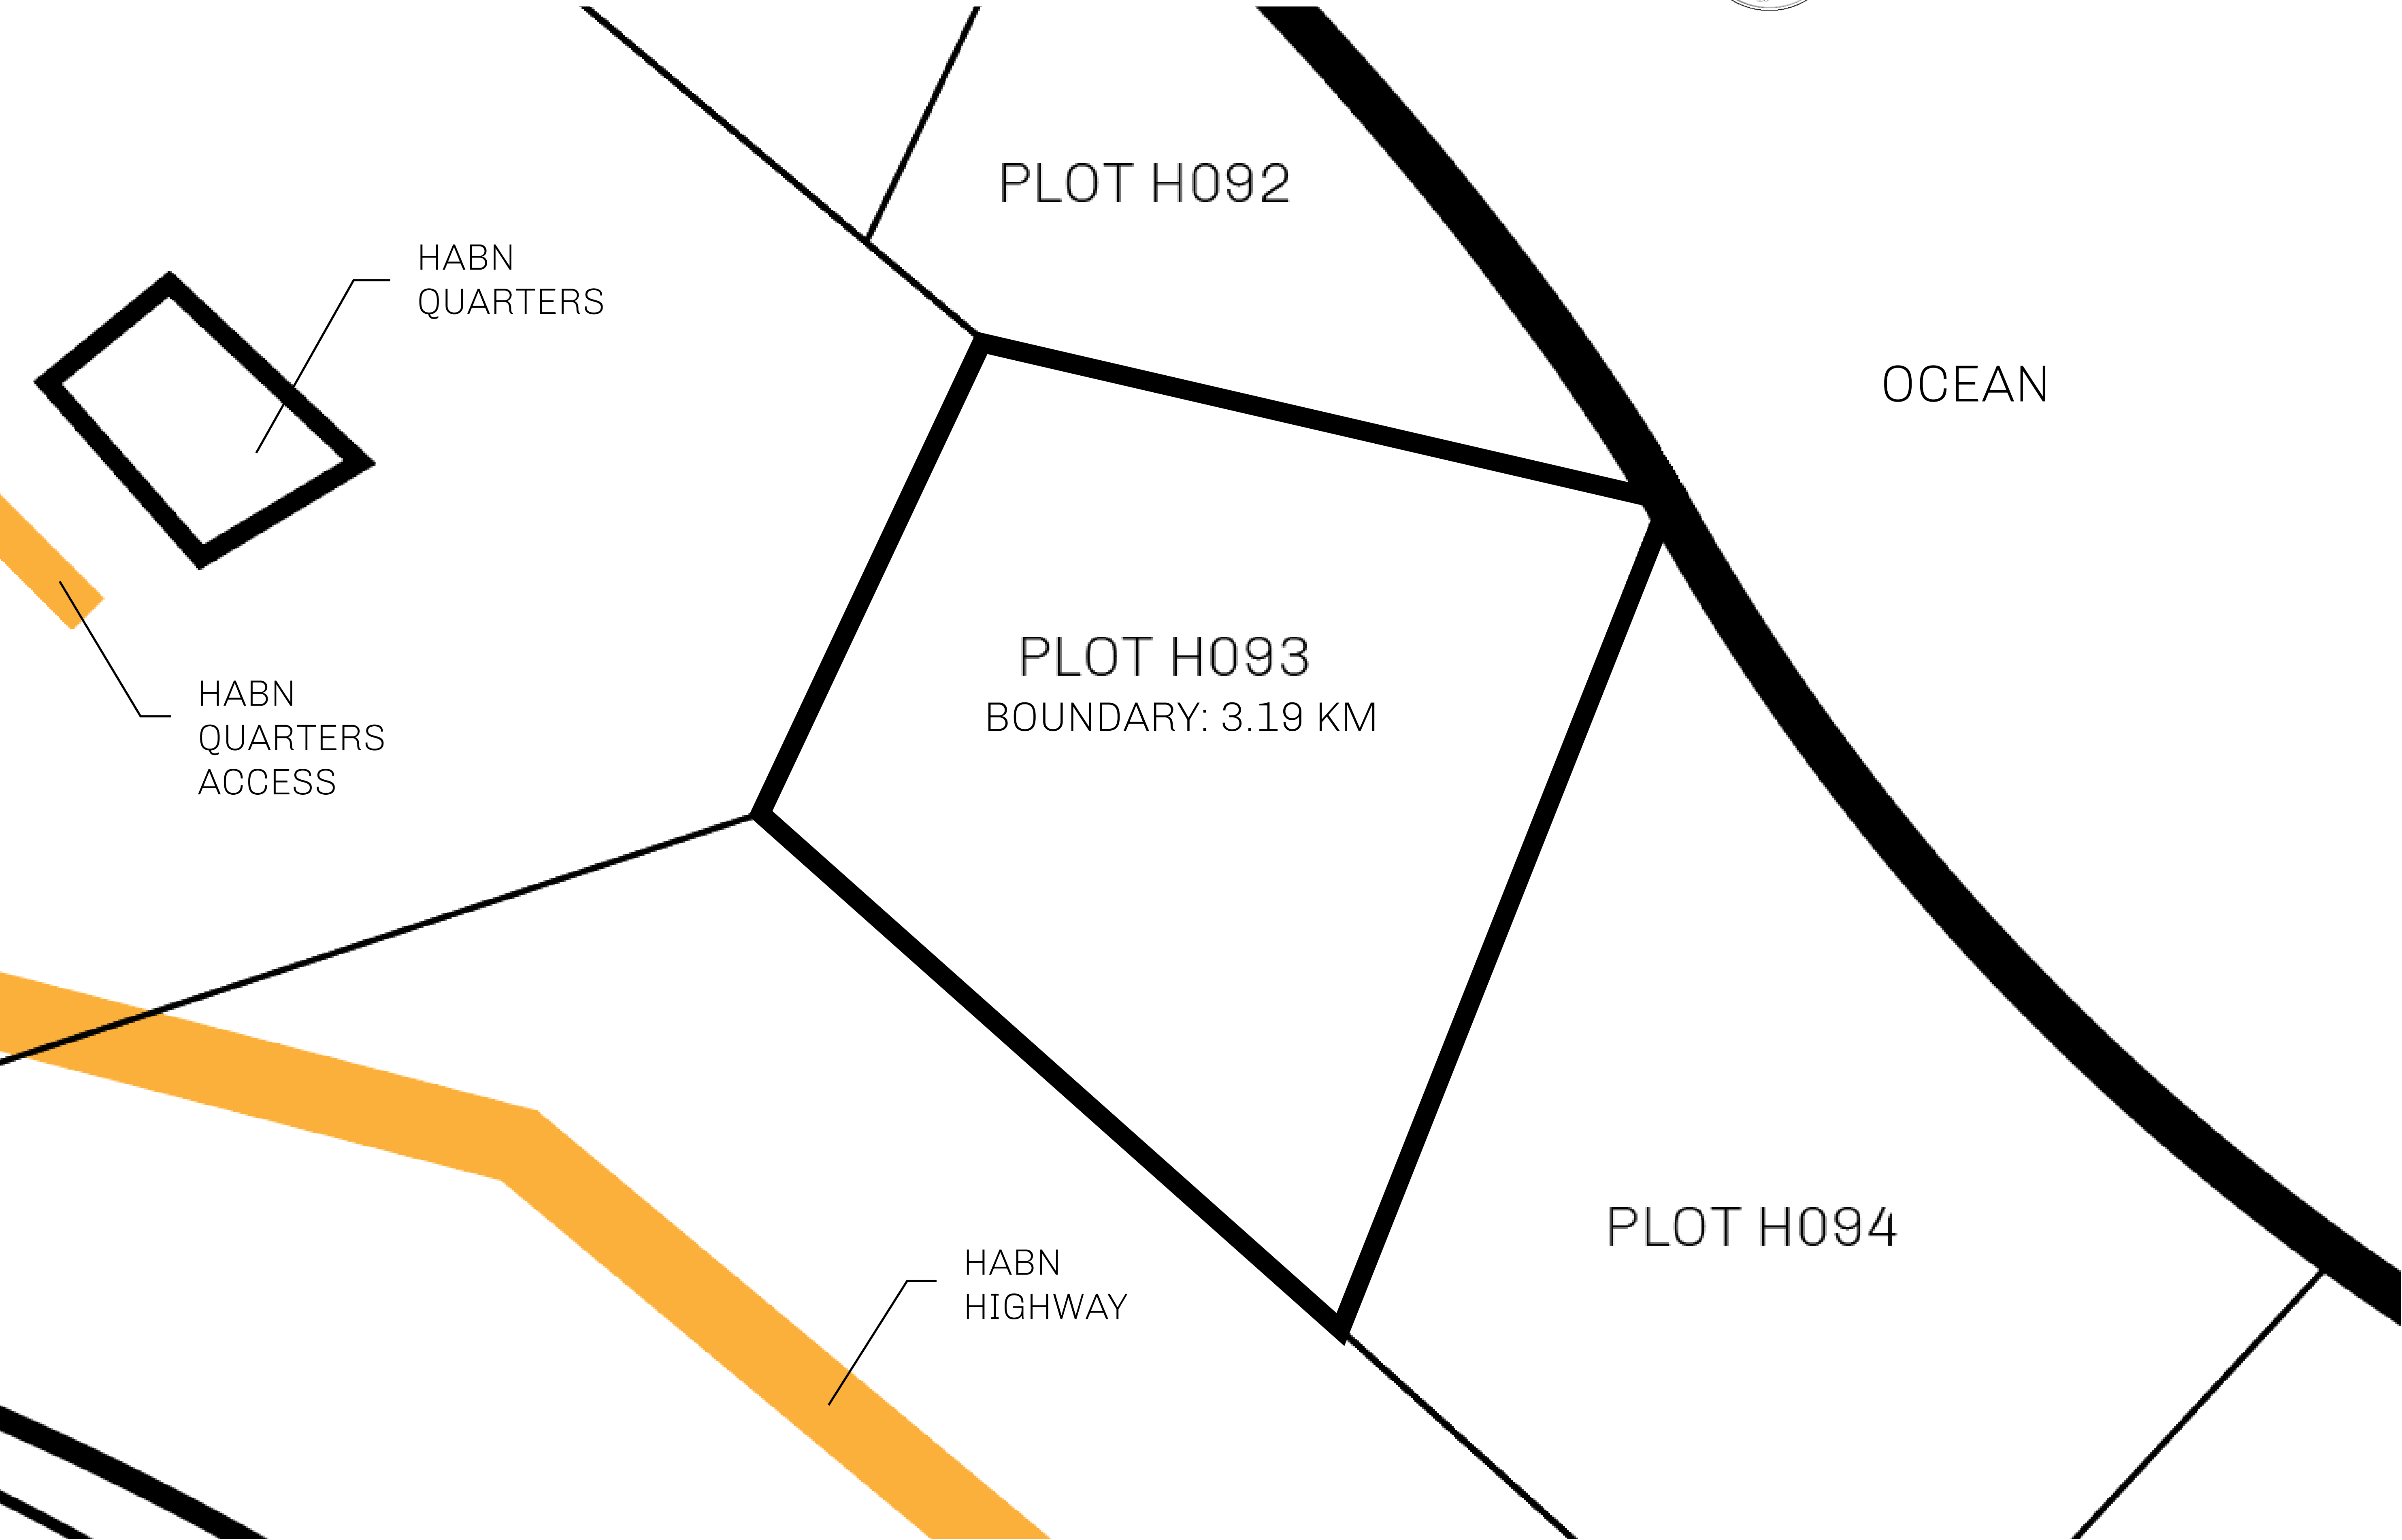 PLOT H092
HABN
QUARTERS
OCEAN
PLOT H093
BOUNDARY: 3.19 KM
HABN
QUARTERS
ACCESS
PLOT H094
HABN
HIGHWAY